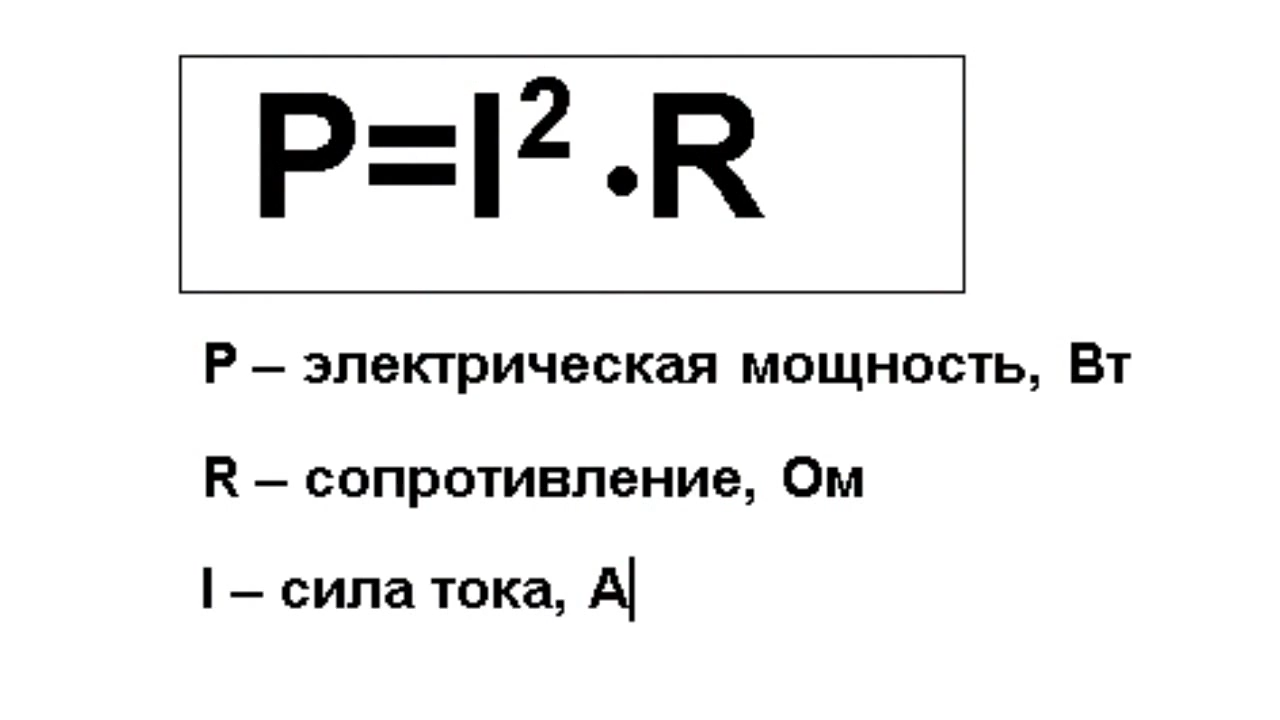 P=I² •R
P – электрическая мощность, Вт
R – сопротивление, Ом
I – сила тока, А